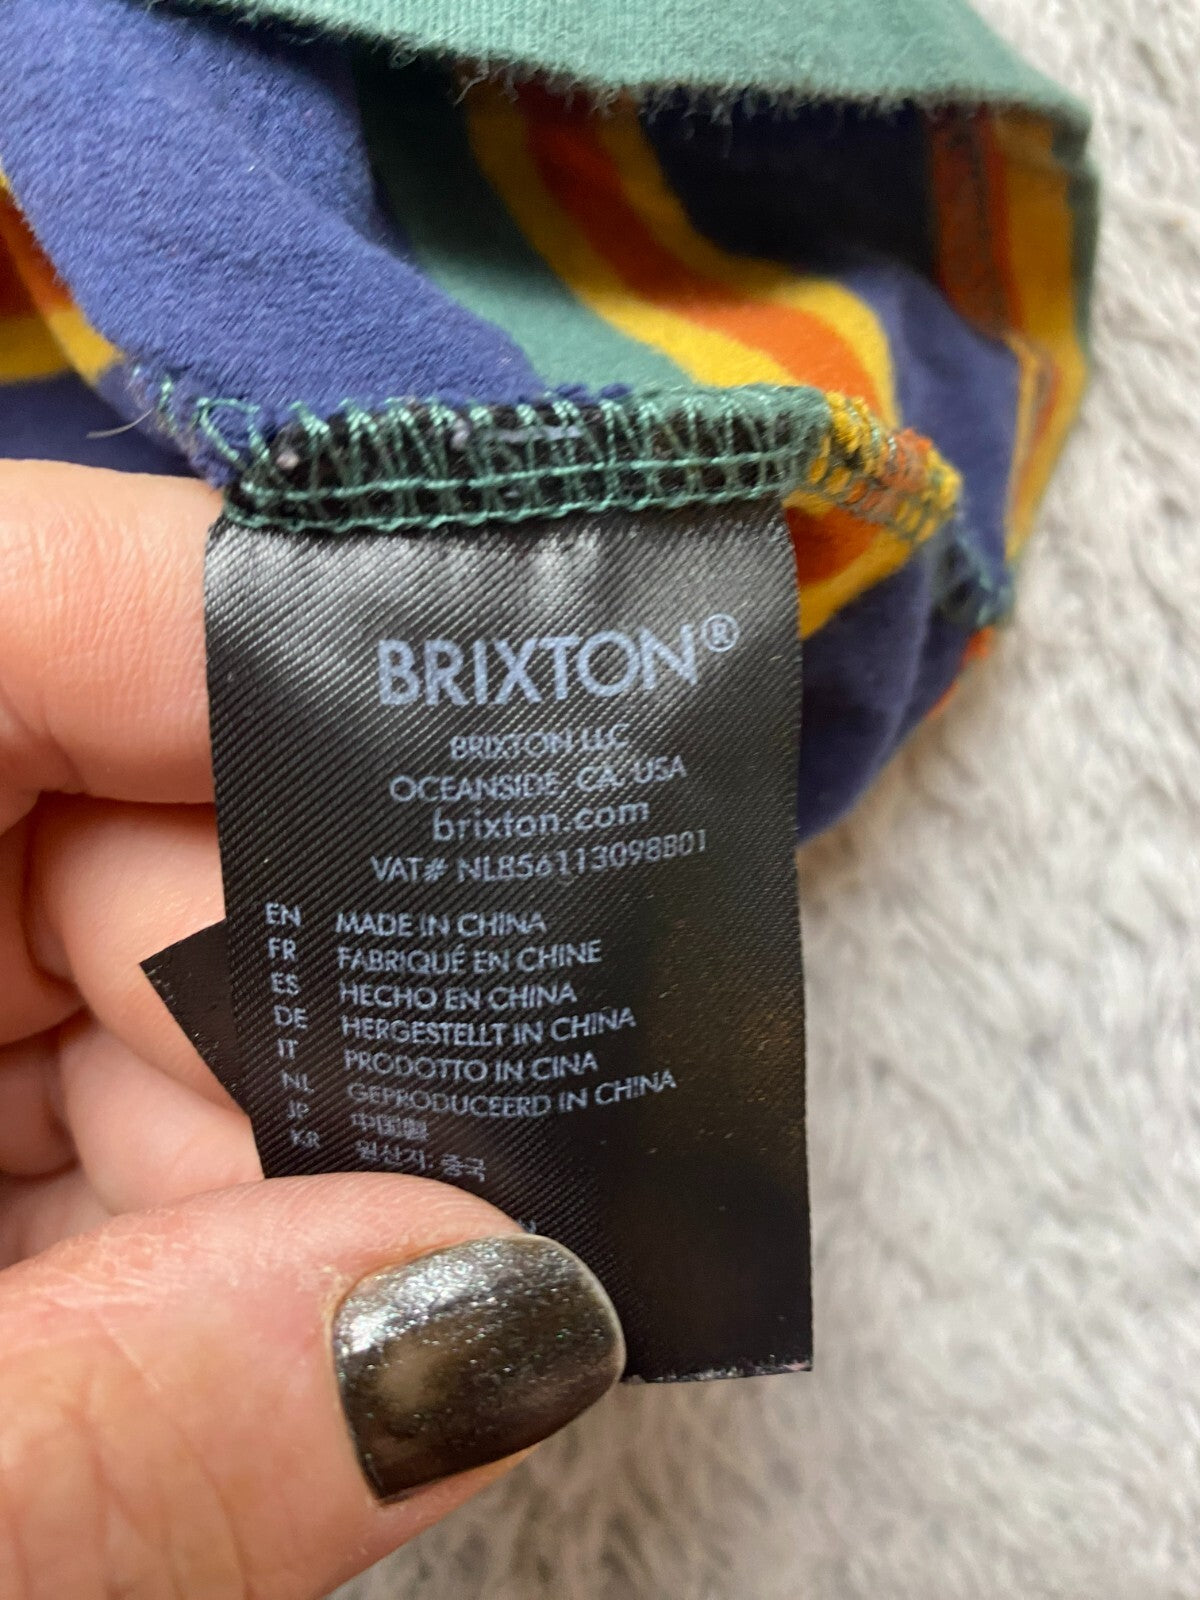 BRIXTON®
BRIXTON LLC
OCEANSIDE, CA. USA
brixton.com
VAT# NL856113098B01
EN MADE IN CHINA
FR FABRIQUÉ EN CHINE
ES HECHO EN CHINA
DE HERGESTELLT IN CHINA
IT PRODOTTO IN CINA
NL GEPRODUCEERD IN CHINA
JP 中国製
KR 원산지: 중국